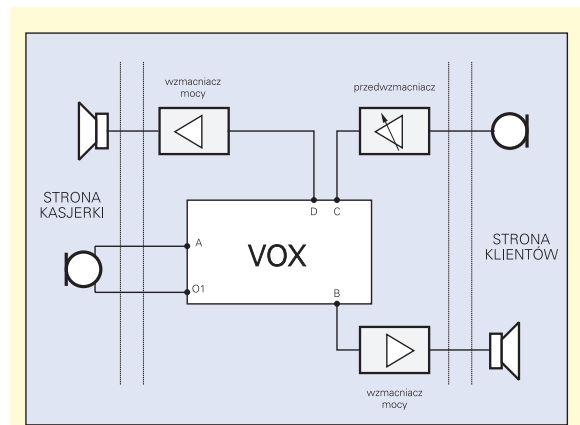 wzmacniacz
mocy
przedwzmacniacz
STRONA
KASJERKI
D
C
A
VOX
O1
B
STRONA
KLIENTÓW
wzmacniacz
mocy